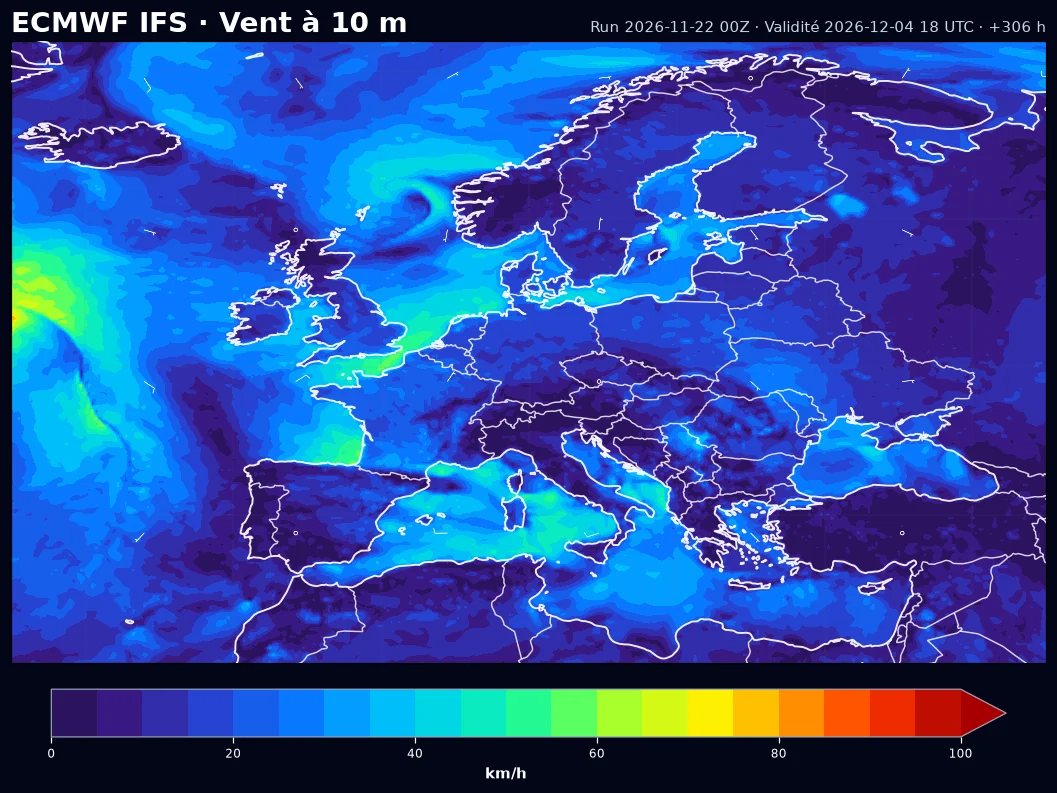 ECMWF IFS · Vent à 10 m
Run 2026-11-22 00Z · Validité 2026-12-04 18 UTC · +306 h
0 20 40 60 80 100
km/h